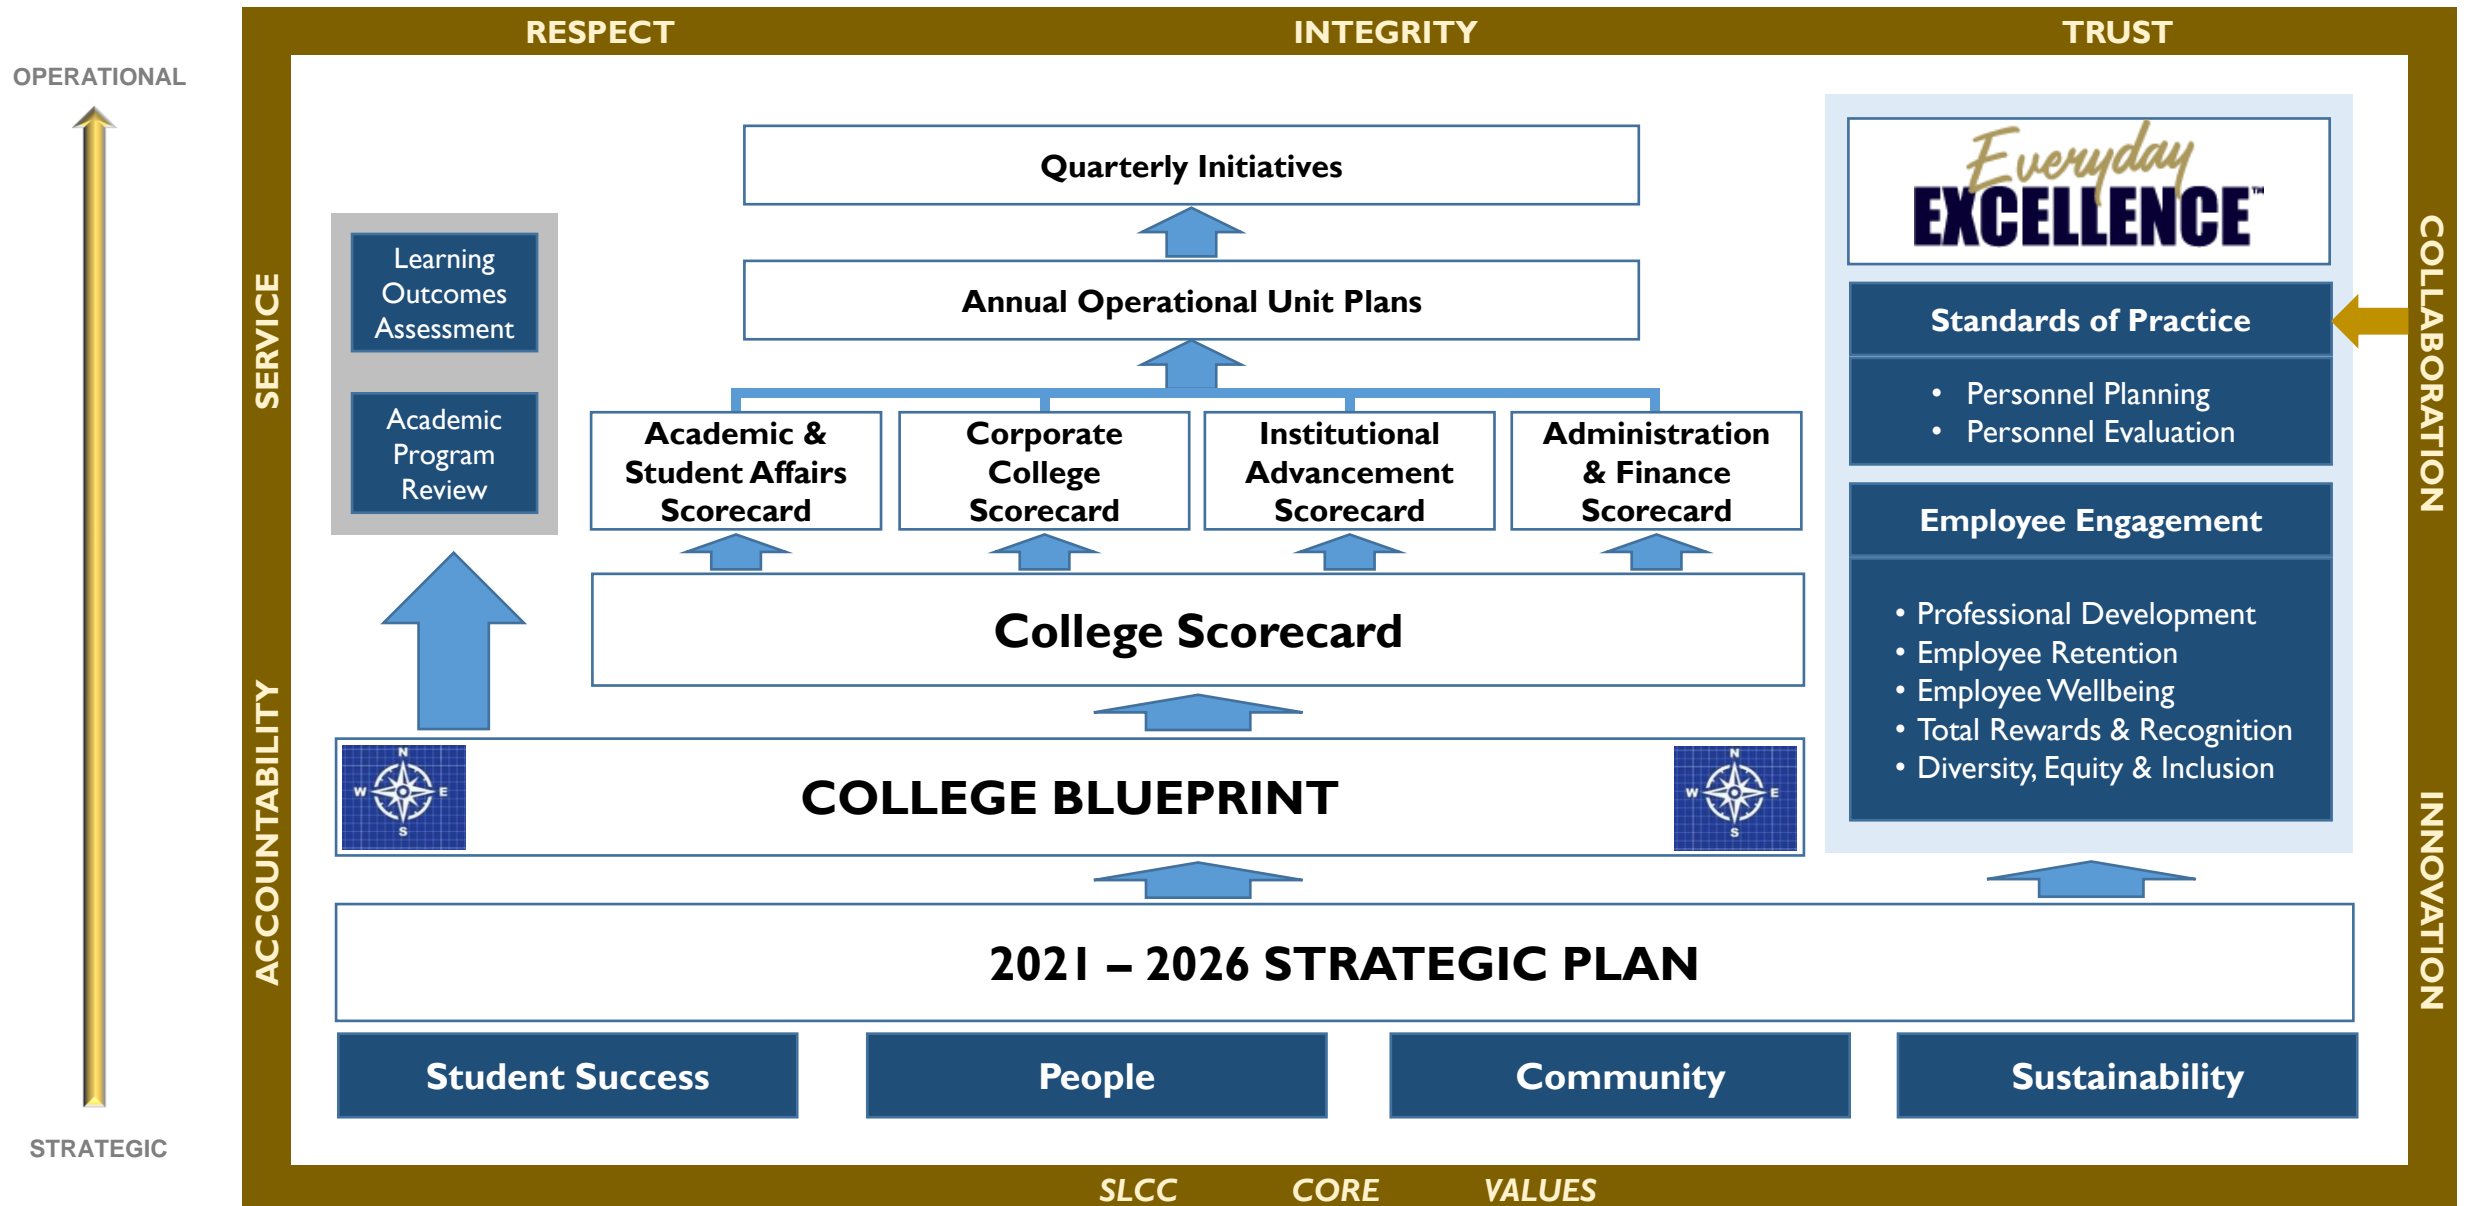 RESPECT INTEGRITY TRUST
OPERATIONAL
STRATEGIC
SERVICE
ACCOUNTABILITY
Quarterly Initiatives
Annual Operational Unit Plans
Learning
Outcomes
Assessment
Academic
Program
Review
Academic &
Student Affairs
Scorecard
Corporate
College
Scorecard
Institutional
Advancement
Scorecard
Administration
& Finance
Scorecard
College Scorecard
N
W E
S
COLLEGE BLUEPRINT
N
W E
S
Everyday
EXCELLENCE™
Standards of Practice
• Personnel Planning
• Personnel Evaluation
Employee Engagement
• Professional Development
• Employee Retention
• Employee Wellbeing
• Total Rewards & Recognition
• Diversity, Equity & Inclusion
COLLABORATION
INNOVATION
2021 – 2026 STRATEGIC PLAN
Student Success
People
Community
Sustainability
SLCC CORE VALUES